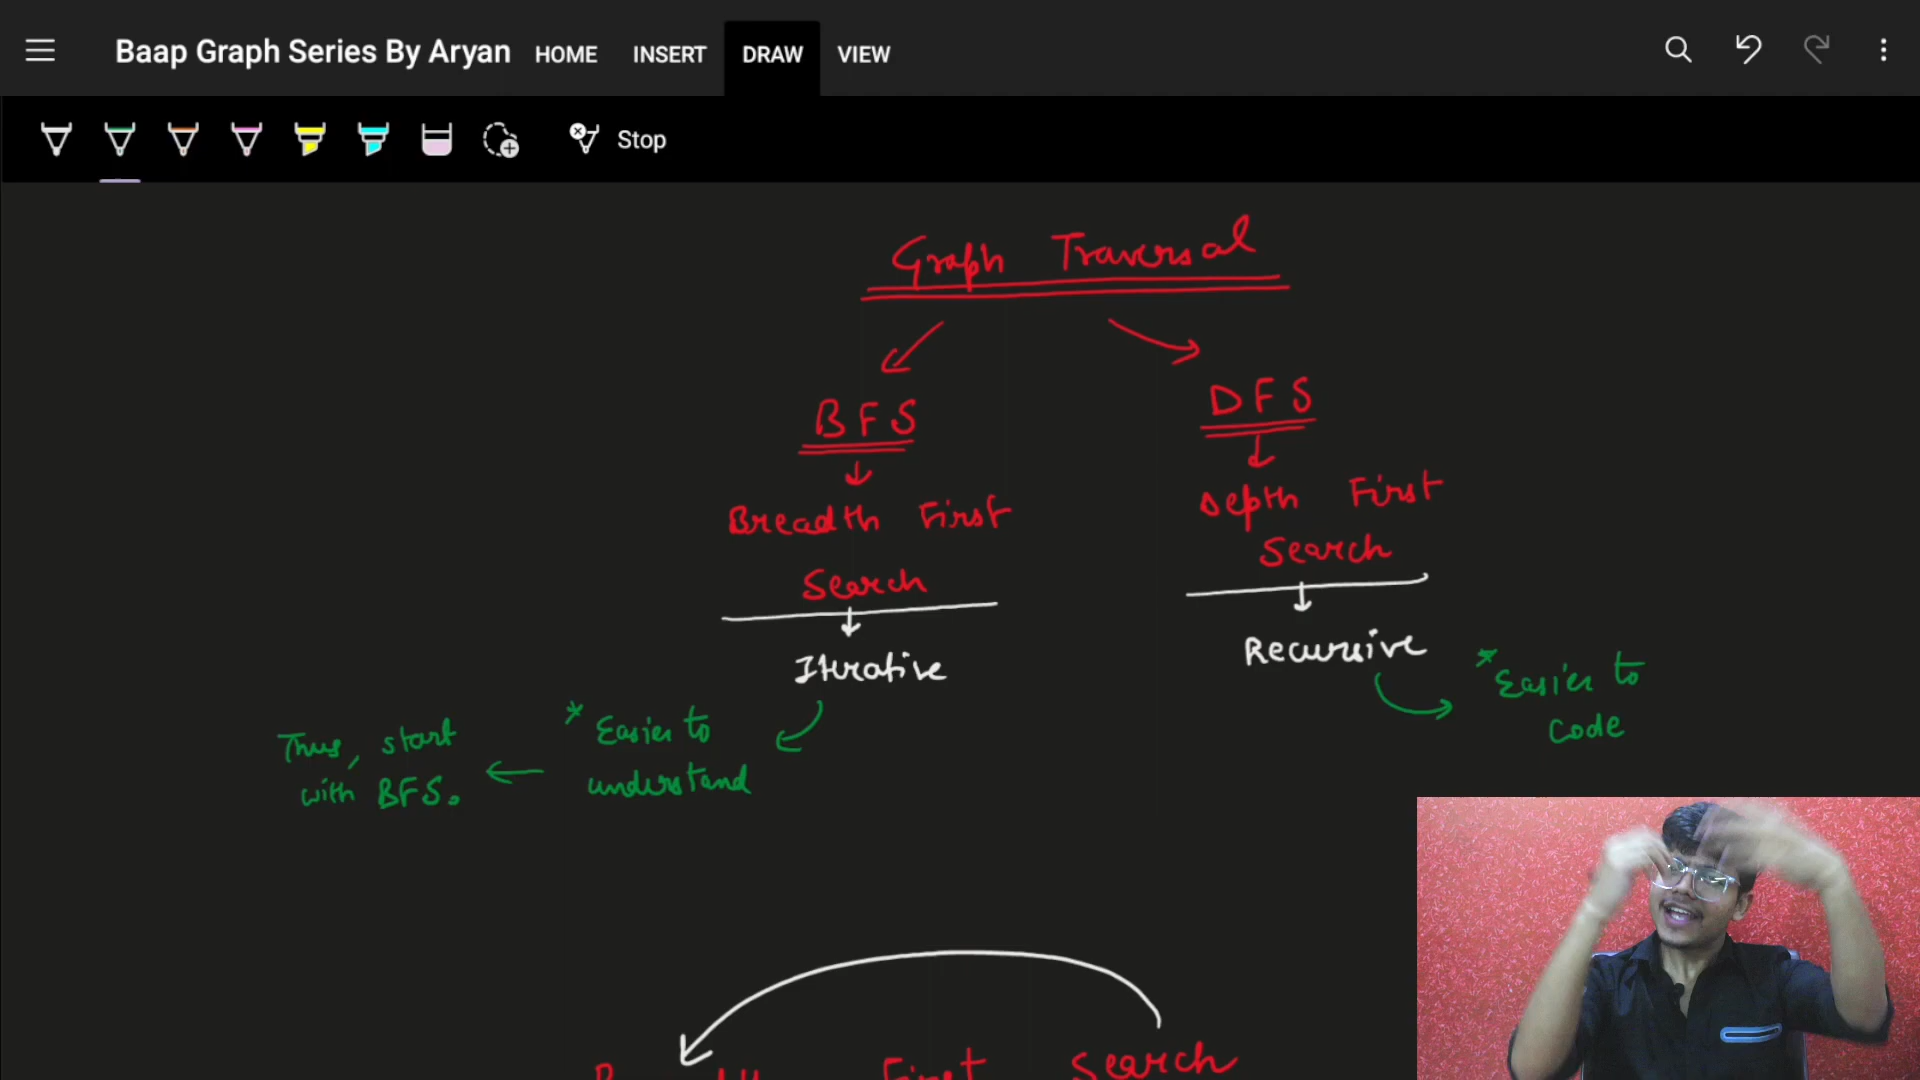 Baap Graph Series By Aryan HOME INSERT DRAW VIEW
Stop
Graph Traversal
BFS
Breadth First
Search
Iterative
* Easier to
understand
Thus, start
with BFS.
DFS
Depth First
Search
Recursive
* Easier to
Code
First Search